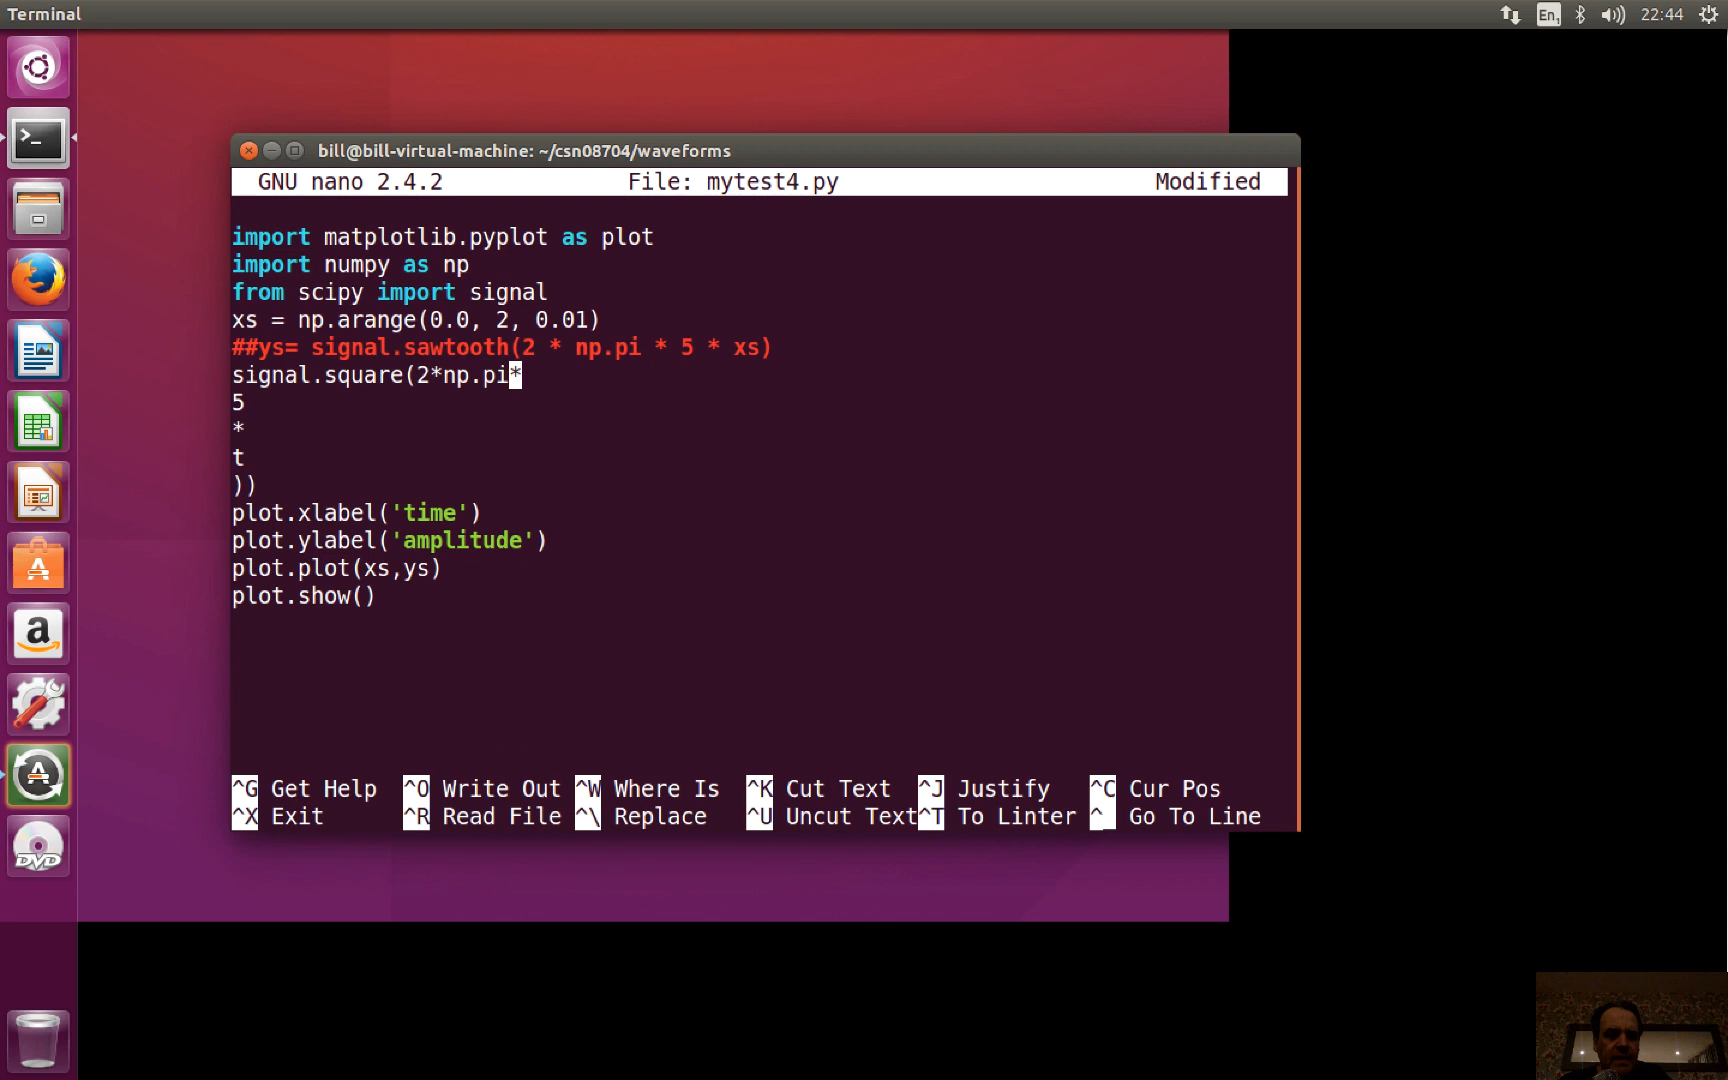 Terminal
En1
22:44
bill@bill-virtual-machine: ~/csn08704/waveforms
GNU nano 2.4.2 File: mytest4.py Modified
import matplotlib.pyplot as plot
import numpy as np
from scipy import signal
xs = np.arange(0.0, 2, 0.01)
##ys= signal.sawtooth(2 * np.pi * 5 * xs)
signal.square(2*np.pi*
5
*
t
))
plot.xlabel('time')
plot.ylabel('amplitude')
plot.plot(xs,ys)
plot.show()
^G Get Help ^O Write Out ^W Where Is ^K Cut Text ^J Justify ^C Cur Pos
^X Exit ^R Read File ^\ Replace ^U Uncut Text ^T To Linter ^_ Go To Line
>_
A
a
A
DVD